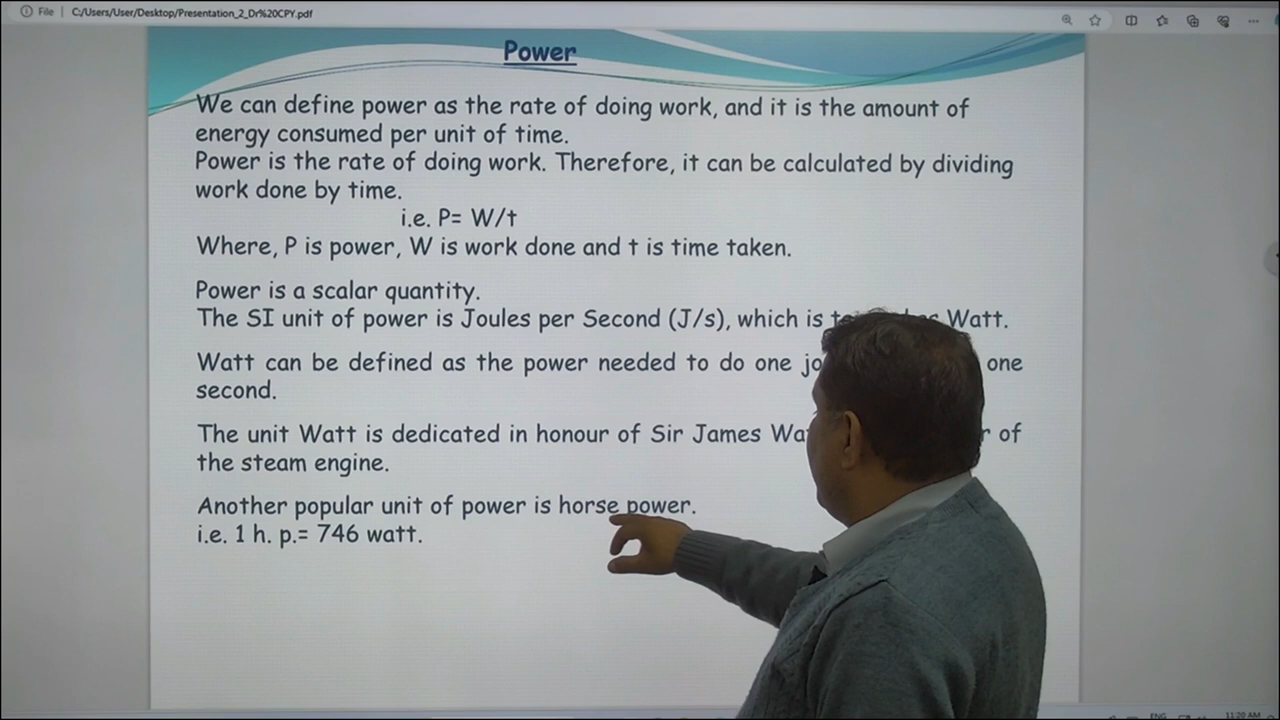 File
C:/Users/User/Desktop/Presentation_2_Dr%20CPY.pdf
Power
We can define power as the rate of doing work, and it is the amount of
energy consumed per unit of time.
Power is the rate of doing work. Therefore, it can be calculated by dividing
work done by time.
i.e. P= W/t
Where, P is power, W is work done and t is time taken.
Power is a scalar quantity.
The SI unit of power is Joules per Second (J/s), which is Watt.
Watt can be defined as the power needed to do one one
second.
The unit Watt is dedicated in honour of Sir James of
the steam engine.
Another popular unit of power is horse power.
i.e. 1 h. p.= 746 watt.
ENG
11:20 AM